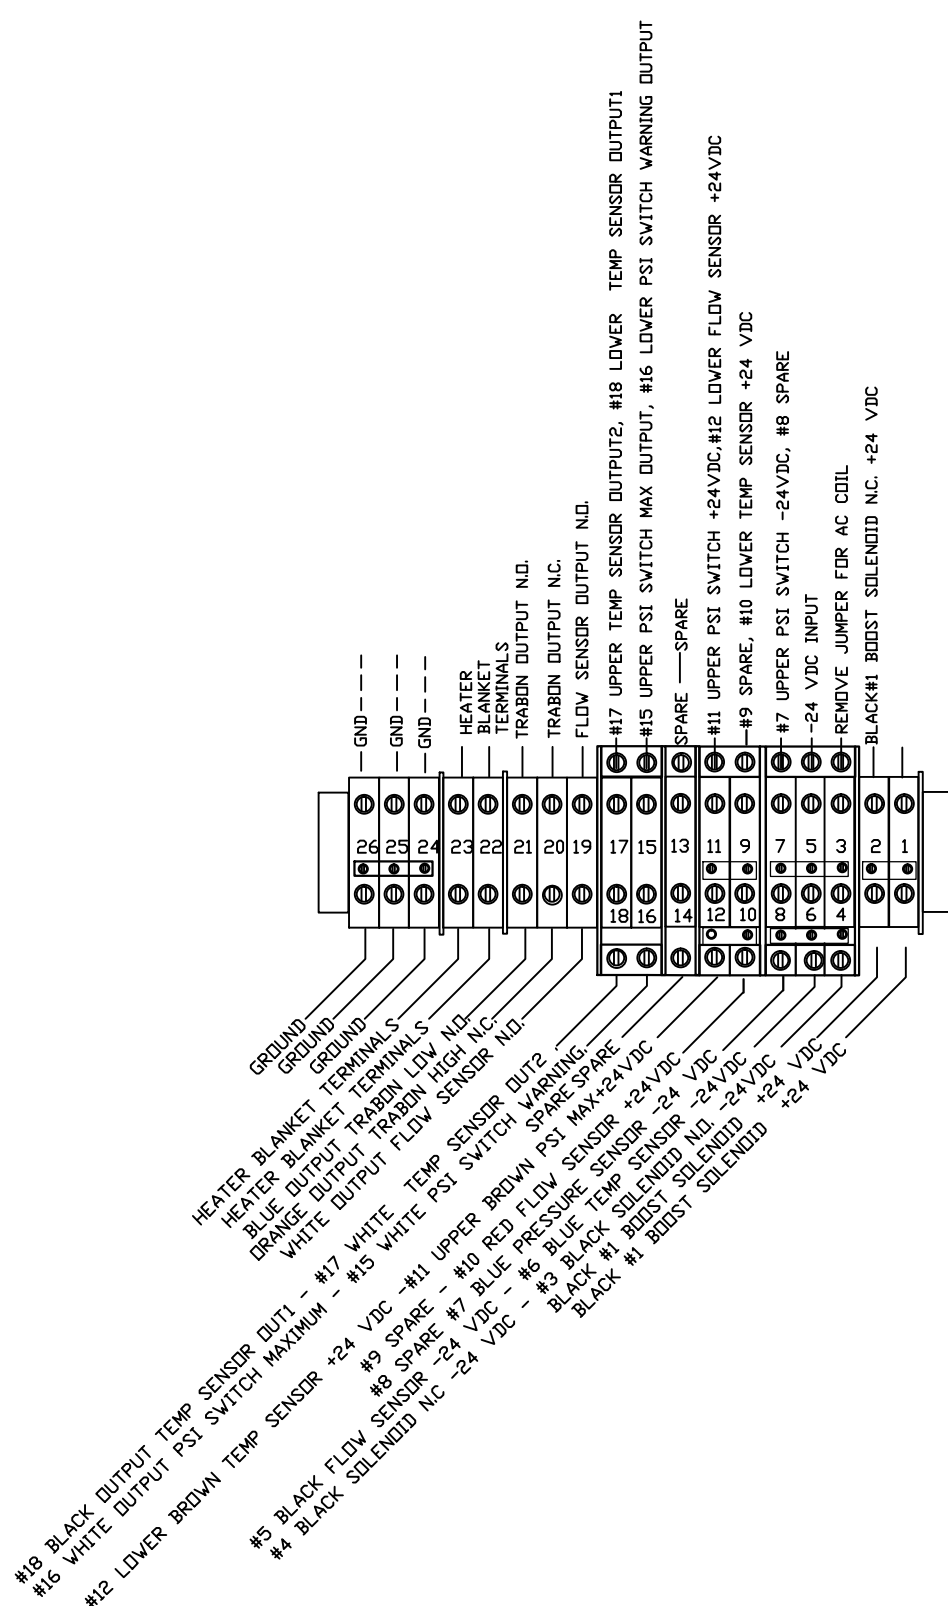 GND----
GND----
GND----
HEATER
BLANKET
TERMINALS
TRABON OUTPUT N.O.
TRABON OUTPUT N.C.
FLOW SENSOR OUTPUT N.O.
#17 UPPER TEMP SENSOR OUTPUT2, #18 LOWER TEMP SENSOR OUTPUT1
#15 UPPER PSI SWITCH MAX OUTPUT, #16 LOWER PSI SWITCH WARNING OUTPUT
SPARE ——SPARE
#11 UPPER PSI SWITCH +24VDC,#12 LOWER FLOW SENSOR +24VDC
#9 SPARE, #10 LOWER TEMP SENSOR +24 VDC
#7 UPPER PSI SWITCH -24VDC, #8 SPARE
-24 VDC INPUT
REMOVE JUMPER FOR AC COIL
BLACK#1 BOOST SOLENOID N.C. +24 VDC
26 25 24 23 22 21 20 19 17 15 13 11 9 7 5 3 2 1
18 16 14 12 10 8 6 4
GROUND
GROUND
GROUND
HEATER BLANKET TERMINALS
HEATER BLANKET TERMINALS
BLUE OUTPUT TRABON LOW N.O.
ORANGE OUTPUT TRABON HIGH N.C.
WHITE OUTPUT FLOW SENSOR N.O.
#18 BLACK OUTPUT TEMP SENSOR OUT1 - #17 WHITE TEMP SENSOR OUT2
#16 WHITE OUTPUT PSI SWITCH MAXIMUM - #15 WHITE PSI SWITCH WARNING.
SPARE SPARE
#12 LOWER BROWN TEMP SENSOR +24 VDC -#11 UPPER BROWN PSI MAX+24VDC
#9 SPARE - #10 RED FLOW SENSOR +24VDC
#8 SPARE #7 BLUE PRESSURE SENSOR -24 VDC
#5 BLACK FLOW SENSOR -24 VDC - #6 BLUE TEMP SENSOR -24VDC
#4 BLACK SOLENOID N.C -24 VDC - #3 BLACK SOLENOID N.O. -24VDC
BLACK #1 BOOST SOLENOID +24 VDC
BLACK #1 BOOST SOLENOID +24 VDC